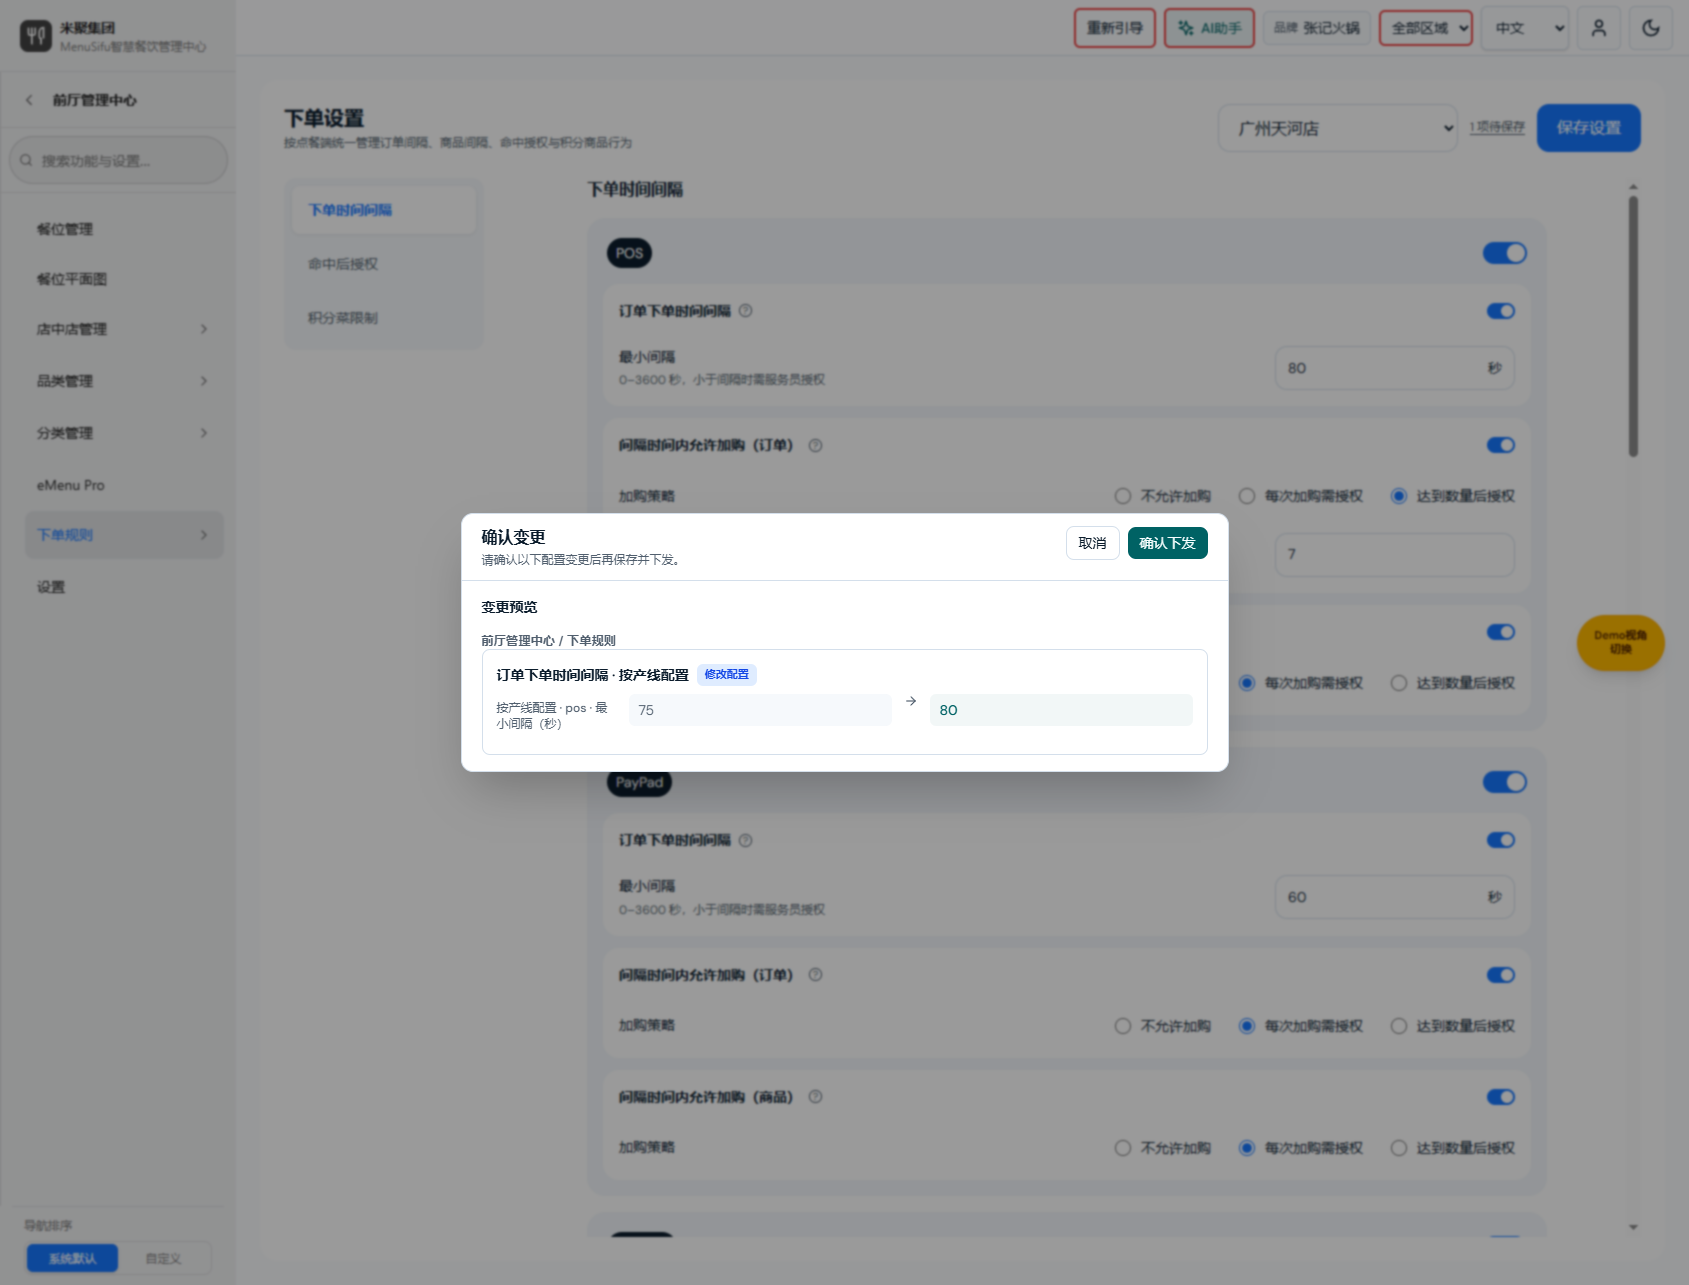 米聚集团
MenuSifu智慧餐饮管理中心
重新引导
AI助手
品牌 张记火锅
全部区域
中文
前厅管理中心
搜索功能与设置...
餐位管理
餐位平面图
店中店管理
品类管理
分类管理
eMenu Pro
下单规则
设置
导航排序
系统默认
自定义
下单设置
按点餐端统一管理订单间隔、商品间隔、命中授权与积分商品行为
广州天河店
1 项待保存
保存设置
下单时间间隔
命中后授权
积分菜限制
下单时间间隔
POS
订单下单时间间隔
最小间隔
0–3600 秒，小于间隔时需服务员授权
80
秒
间隔时间内允许加购（订单）
加购策略
不允许加购
每次加购需授权
达到数量后授权
7
每次加购需授权
达到数量后授权
确认变更
请确认以下配置变更后再保存并下发。
取消
确认下发
变更预览
前厅管理中心 / 下单规则
订单下单时间间隔 · 按产线配置
修改配置
按产线配置 · pos · 最
小间隔（秒）
75
→
80
Demo视角
切换
PayPad
订单下单时间间隔
最小间隔
0–3600 秒，小于间隔时需服务员授权
60
秒
间隔时间内允许加购（订单）
加购策略
不允许加购
每次加购需授权
达到数量后授权
间隔时间内允许加购（商品）
加购策略
不允许加购
每次加购需授权
达到数量后授权